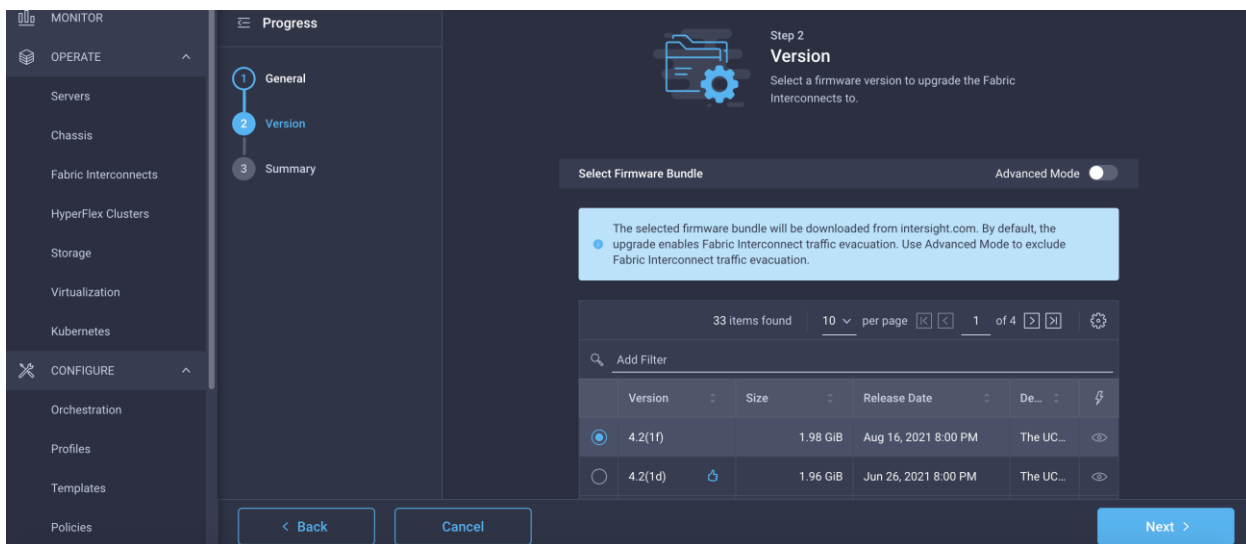 MONITOR
OPERATE
Servers
Chassis
Fabric Interconnects
HyperFlex Clusters
Storage
Virtualization
Kubernetes
CONFIGURE
Orchestration
Profiles
Templates
Policies
Progress
1 General
2 Version
3 Summary
Step 2
Version
Select a firmware version to upgrade the Fabric
Interconnects to.
Select Firmware Bundle Advanced Mode
The selected firmware bundle will be downloaded from intersight.com. By default, the
upgrade enables Fabric Interconnect traffic evacuation. Use Advanced Mode to exclude
Fabric Interconnect traffic evacuation.
33 items found 10 per page 1 of 4
Add Filter
Version Size Release Date De...
4.2(1f) 1.98 GiB Aug 16, 2021 8:00 PM The UC...
4.2(1d) 1.96 GiB Jun 26, 2021 8:00 PM The UC...
< Back Cancel Next >